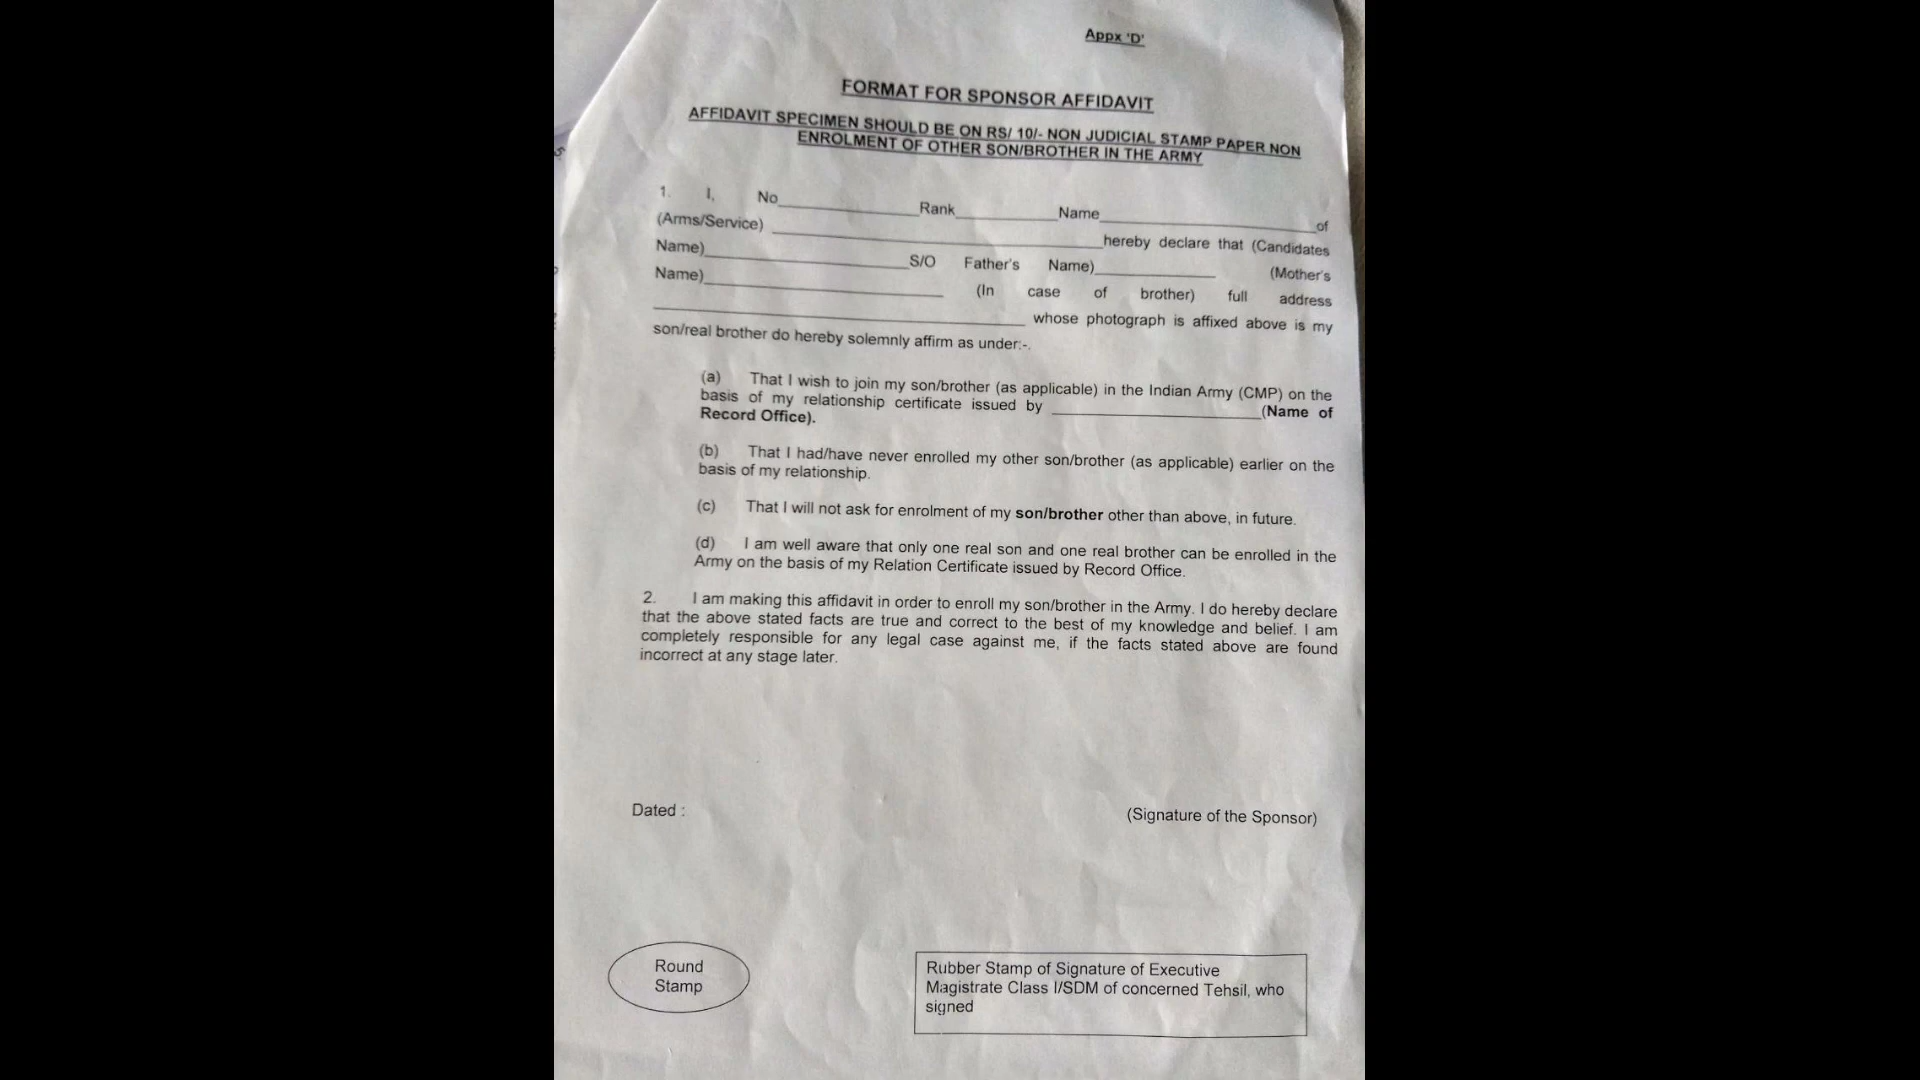 Appx 'D'
FORMAT FOR SPONSOR AFFIDAVIT
AFFIDAVIT SPECIMEN SHOULD BE ON RS/ 10/- NON JUDICIAL STAMP PAPER NON
ENROLMENT OF OTHER SON/BROTHER IN THE ARMY
1. I, No______________Rank__________Name______________________of
(Arms/Service) ______________________________hereby declare that (Candidates
Name)____________________S/O Father's Name)____________ (Mother's
Name)________________________ (In case of brother) full address
_____________________________________ whose photograph is affixed above is my
son/real brother do hereby solemnly affirm as under:-.
(a) That I wish to join my son/brother (as applicable) in the Indian Army (CMP) on the
basis of my relationship certificate issued by _____________________(Name of
Record Office).
(b) That I had/have never enrolled my other son/brother (as applicable) earlier on the
basis of my relationship.
(c) That I will not ask for enrolment of my son/brother other than above, in future.
(d) I am well aware that only one real son and one real brother can be enrolled in the
Army on the basis of my Relation Certificate issued by Record Office.
2. I am making this affidavit in order to enroll my son/brother in the Army. I do hereby declare
that the above stated facts are true and correct to the best of my knowledge and belief. I am
completely responsible for any legal case against me, if the facts stated above are found
incorrect at any stage later.
Dated :
(Signature of the Sponsor)
Round
Stamp
Rubber Stamp of Signature of Executive
Magistrate Class I/SDM of concerned Tehsil, who
signed